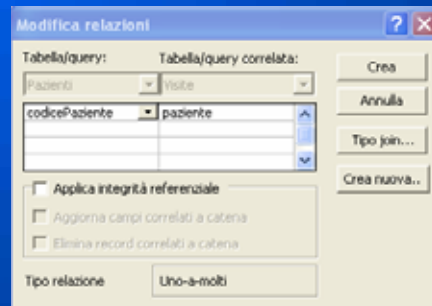 Modifica relazioni
Tabella/query: Tabella/query correlata:
Pazienti Visite
codicePaziente paziente
Crea
Annulla
Tipo join...
Crea nuova..
Applica integrità referenziale
Aggiorna campi correlati a catena
Elimina record correlati a catena
Tipo relazione Uno-a-molti